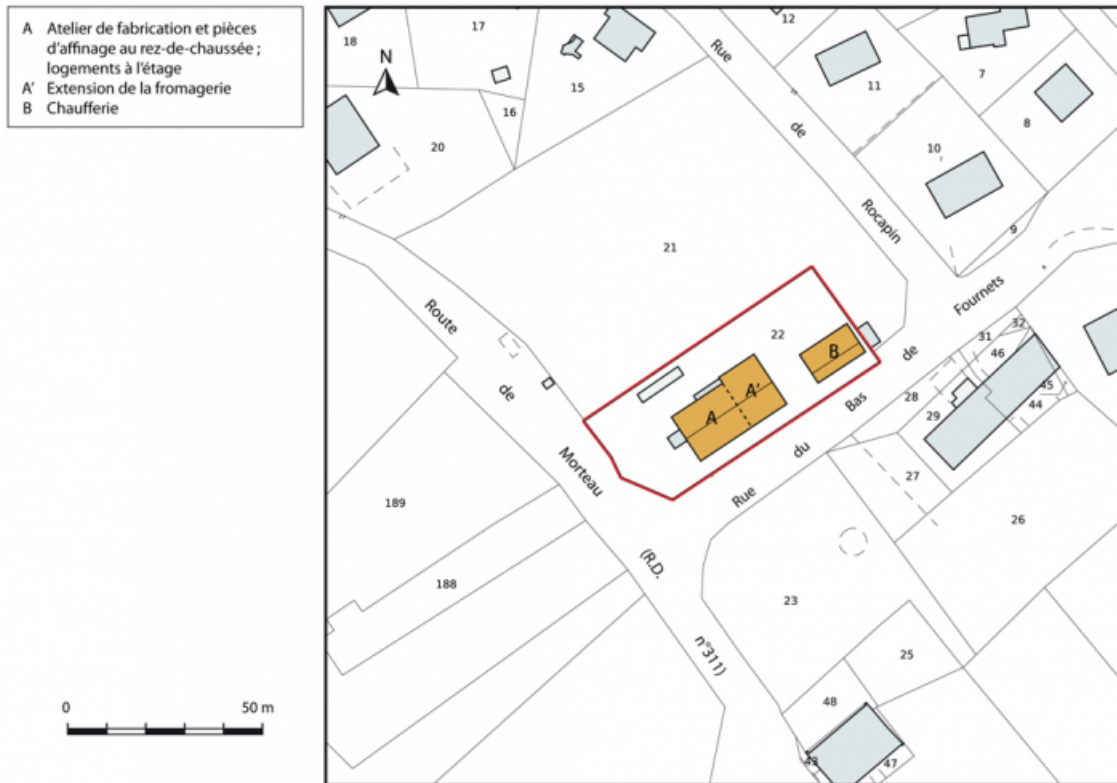 A Atelier de fabrication et pièces
d'affinage au rez-de-chaussée ;
logements à l'étage
A' Extension de la fromagerie
B Chaufferie
N
17
18
12
7
15
11
16
8
20
10
Rue
de
Rocapin
9
21
Fournets
Route
de
Morteau
(R.D.
n°311)
22
B
A'
A
31
32
46
45
44
28
29
Rue
du
Bas
de
27
26
189
188
23
25
48
43
47
0 50 m